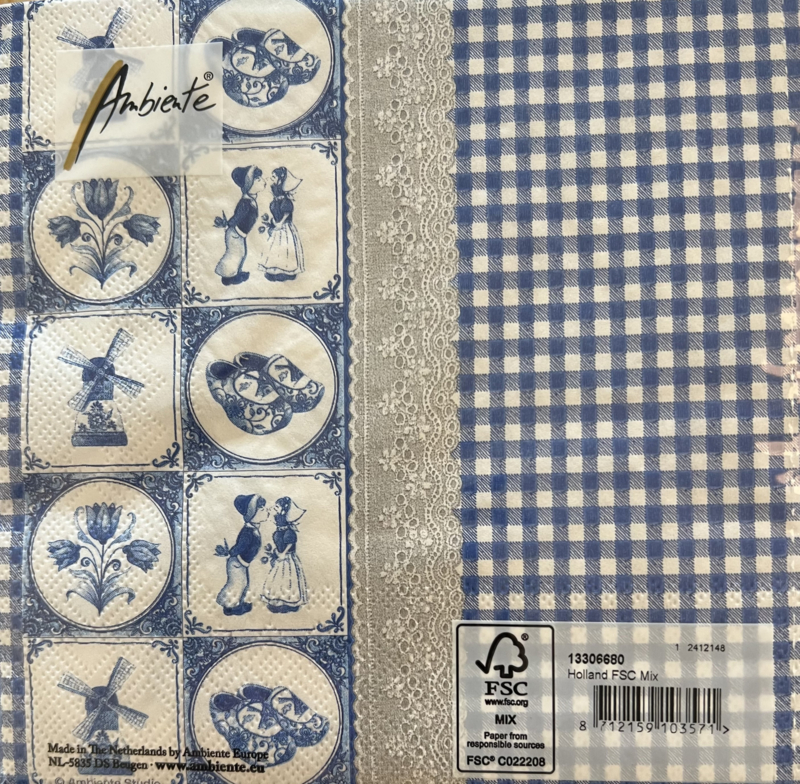 Ambiente®
1 2412148
13306680
Holland FSC Mix
8 712159 103571 >
®
FSC
www.fsc.org
MIX
Paper from
responsible sources
FSC® C022208
Made in The Netherlands by Ambiente Europe
NL-5835 DS Beugen · www.ambiente.eu
© Ambiente Studio